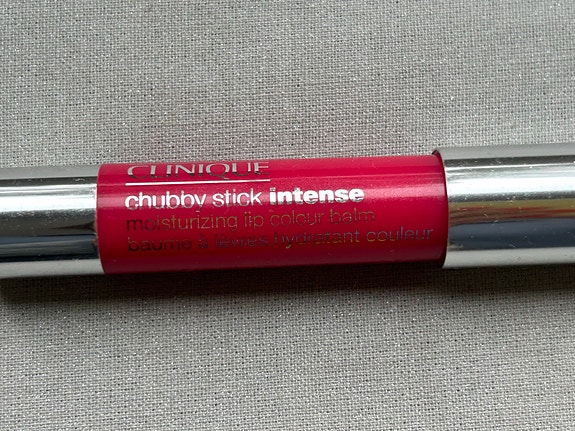 CLINIQUE
chubby stick intense
moisturizing lip colour balm
baume à lèvres hydratant couleur